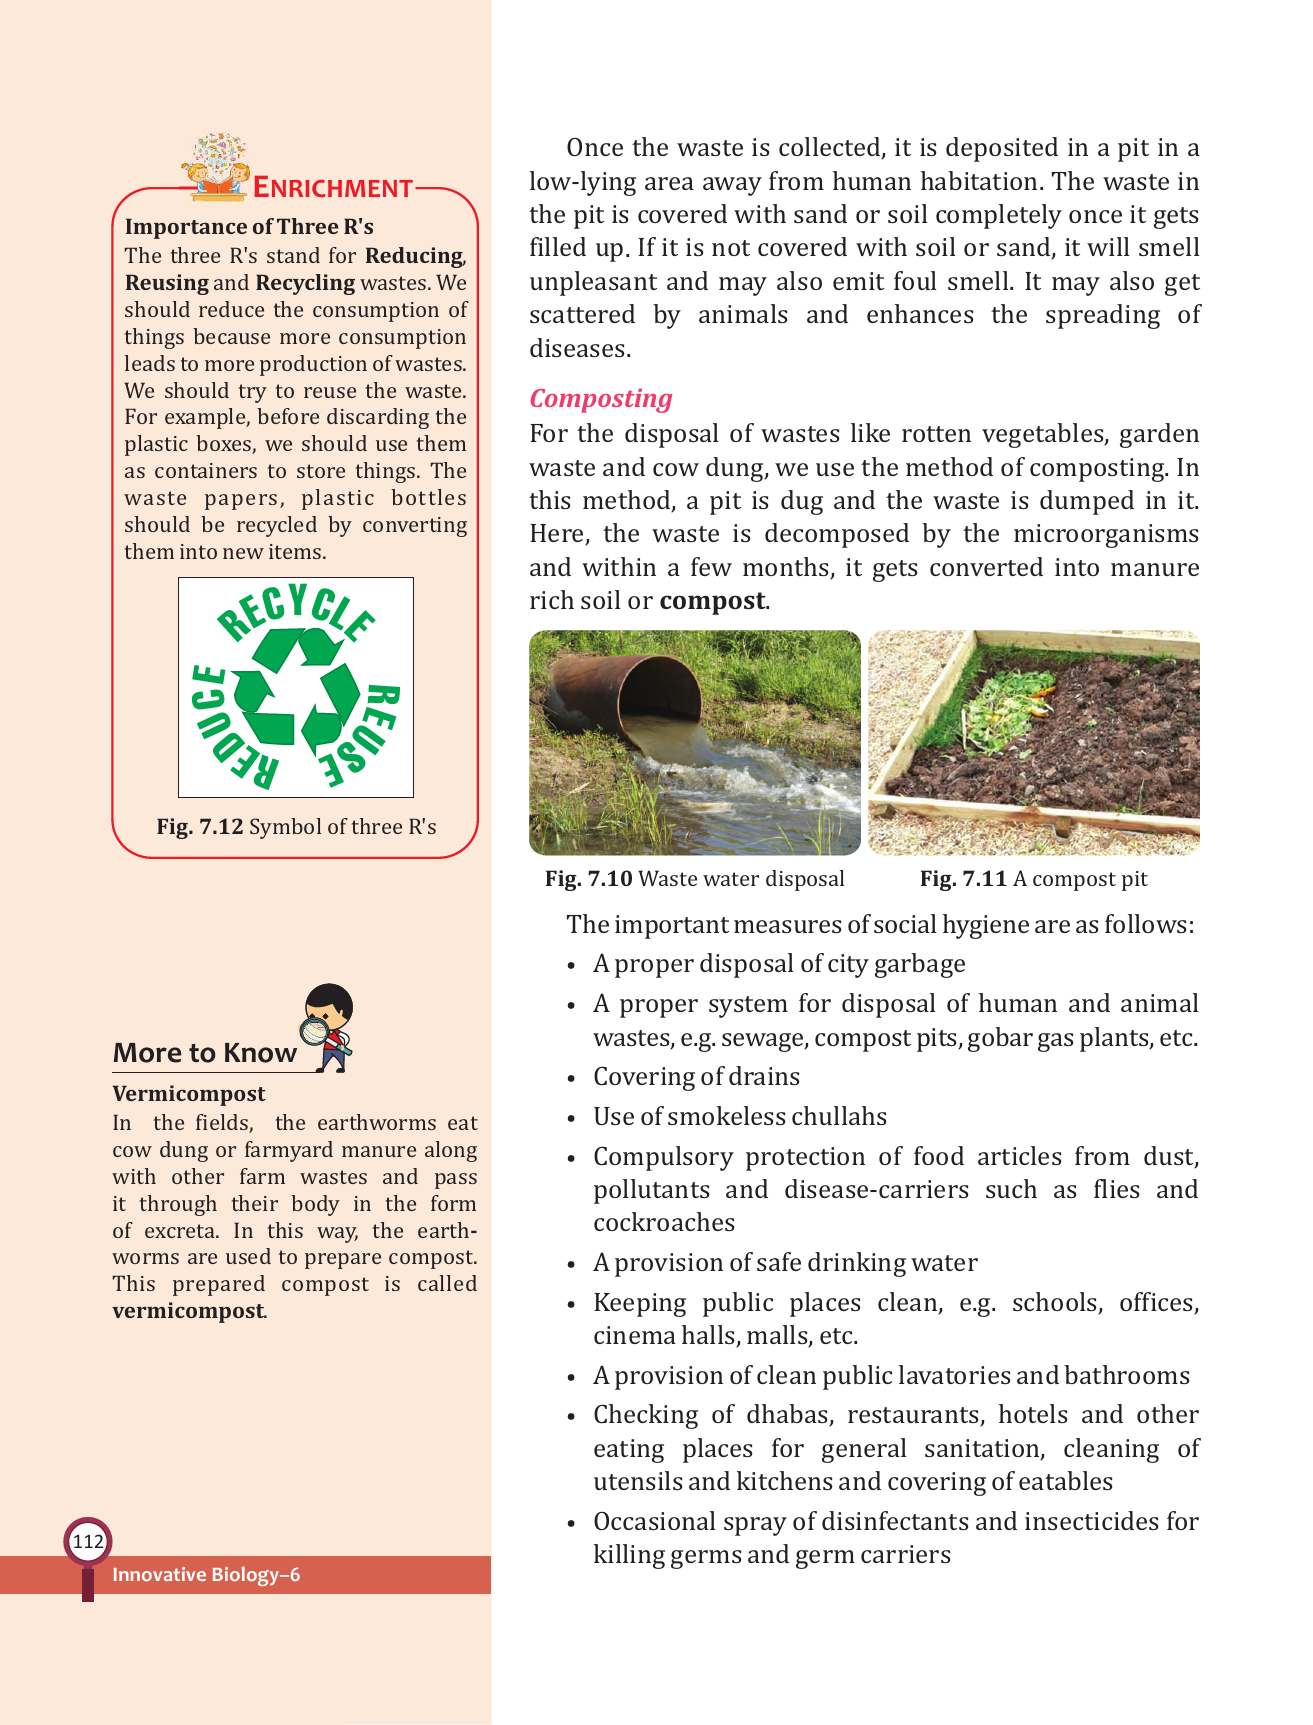 ENRICHMENT
Importance of Three R's
The three R's stand for Reducing,
Reusing and Recycling wastes. We
should reduce the consumption of
things because more consumption
leads to more production of wastes.
We should try to reuse the waste.
For example, before discarding the
plastic boxes, we should use them
as containers to store things. The
waste papers, plastic bottles
should be recycled by converting
them into new items.
RECYCLE
REDUCE
REUSE
Fig. 7.12 Symbol of three R's
More to Know
Vermicompost
In the fields, the earthworms eat
cow dung or farmyard manure along
with other farm wastes and pass
it through their body in the form
of excreta. In this way, the earth-
worms are used to prepare compost.
This prepared compost is called
vermicompost.
Once the waste is collected, it is deposited in a pit in a
low-lying area away from human habitation. The waste in
the pit is covered with sand or soil completely once it gets
filled up. If it is not covered with soil or sand, it will smell
unpleasant and may also emit foul smell. It may also get
scattered by animals and enhances the spreading of
diseases.
Composting
For the disposal of wastes like rotten vegetables, garden
waste and cow dung, we use the method of composting. In
this method, a pit is dug and the waste is dumped in it.
Here, the waste is decomposed by the microorganisms
and within a few months, it gets converted into manure
rich soil or compost.
Fig. 7.10 Waste water disposal
Fig. 7.11 A compost pit
The important measures of social hygiene are as follows:
• A proper disposal of city garbage
• A proper system for disposal of human and animal
wastes, e.g. sewage, compost pits, gobar gas plants, etc.
• Covering of drains
• Use of smokeless chullahs
• Compulsory protection of food articles from dust,
pollutants and disease-carriers such as flies and
cockroaches
• A provision of safe drinking water
• Keeping public places clean, e.g. schools, offices,
cinema halls, malls, etc.
• A provision of clean public lavatories and bathrooms
• Checking of dhabas, restaurants, hotels and other
eating places for general sanitation, cleaning of
utensils and kitchens and covering of eatables
• Occasional spray of disinfectants and insecticides for
killing germs and germ carriers
112
Innovative Biology–6